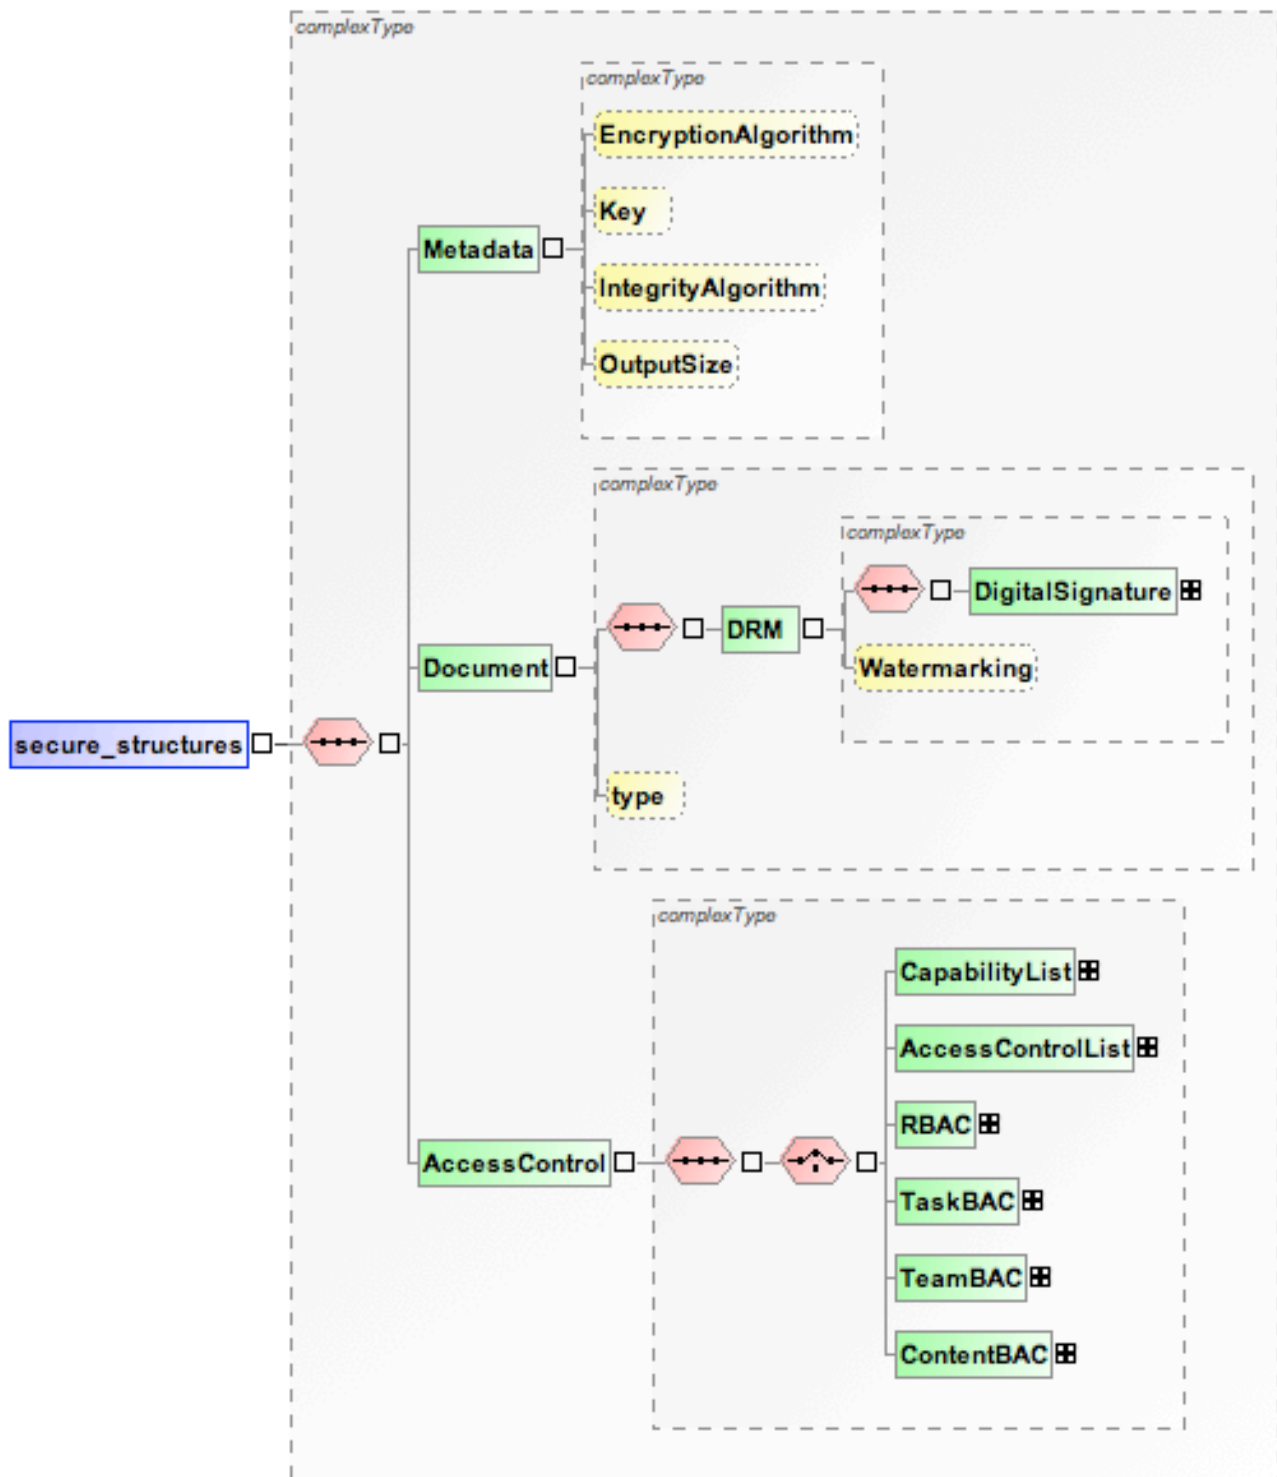 complexType
complexType
EncryptionAlgorithm
Key
Metadada
IntegrityAlgorithm
OutputSize
complexType
complexType
DigitalSignature
DRM
Document
Watermarking
secure_structures
type
complexType
CapabilityList
AccessControlList
RBAC
AccessControl
TaskBAC
TeamBAC
ContentBAC